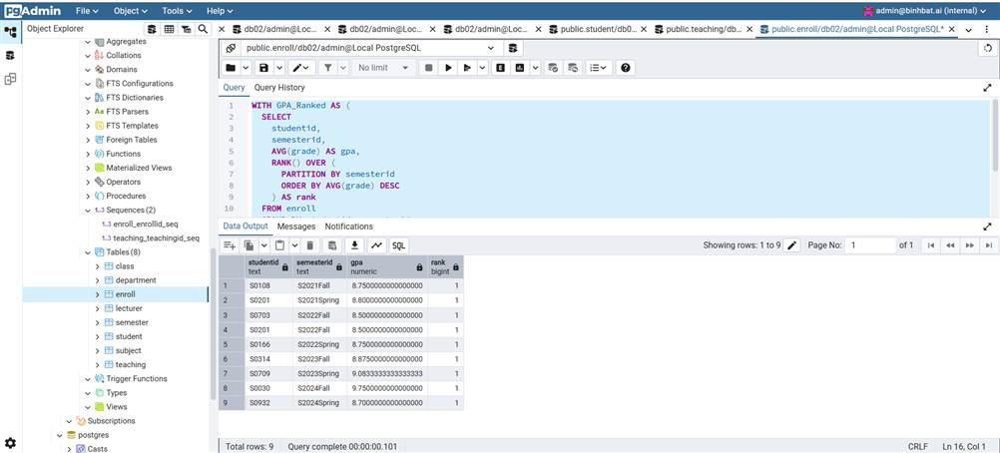 pgAdmin File Object Tools Help admin@binhbat.ai (internal)
Object Explorer
db02/admin@Loc... db02/admin@Loc... db02/admin@Loc... public.student/db0... public.teaching/db... public.enroll/db02/admin@Local PostgreSQL*
Aggregates
Collations
Domains
FTS Configurations
FTS Dictionaries
Aa FTS Parsers
FTS Templates
Foreign Tables
Functions
Materialized Views
Operators
Procedures
1..3 Sequences (2)
1..3 enroll_enrollid_seq
1..3 teaching_teachingid_seq
Tables (8)
class
department
enroll
lecturer
semester
student
subject
teaching
Trigger Functions
Types
Views
Subscriptions
postgres
Casts
public.enroll/db02/admin@Local PostgreSQL
No limit
Query Query History
1 WITH GPA_Ranked AS (
2 SELECT
3 studentid,
4 semesterid,
5 AVG(grade) AS gpa,
6 RANK() OVER (
7 PARTITION BY semesterid
8 ORDER BY AVG(grade) DESC
9 ) AS rank
10 FROM enroll
Data Output Messages Notifications
SQL Showing rows: 1 to 9 Page No: 1 of 1
studentid semesterid gpa rank
text text numeric bigint
1 S0108 S2021Fall 8.7500000000000000 1
2 S0201 S2021Spring 8.8000000000000000 1
3 S0703 S2022Fall 8.5000000000000000 1
4 S0201 S2022Fall 8.5000000000000000 1
5 S0166 S2022Spring 8.7500000000000000 1
6 S0314 S2023Fall 8.8750000000000000 1
7 S0709 S2023Spring 9.0833333333333333 1
8 S0030 S2024Fall 9.7500000000000000 1
9 S0932 S2024Spring 8.7000000000000000 1
Total rows: 9 Query complete 00:00:00.101 CRLF Ln 16, Col 1